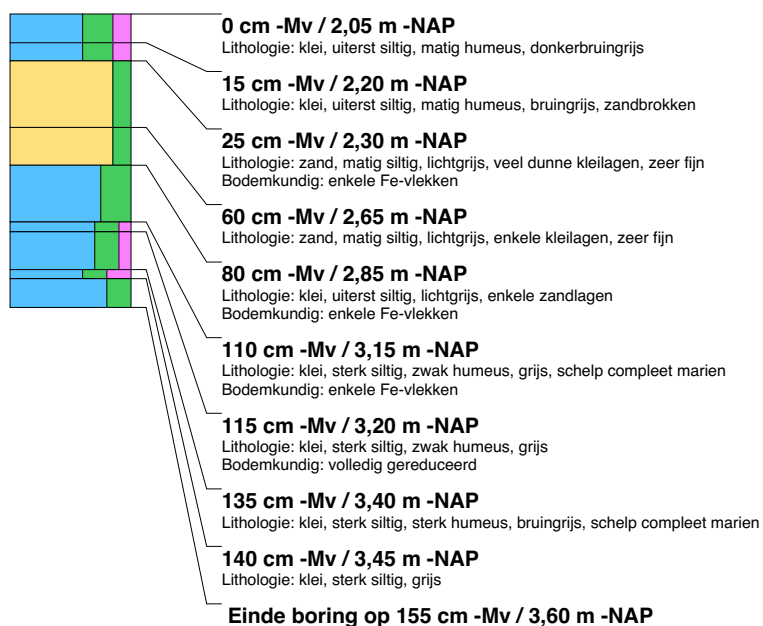 0 cm -Mv / 2,05 m -NAP
Lithologie: klei, uiterst siltig, matig humeus, donkerbruingrijs
15 cm -Mv / 2,20 m -NAP
Lithologie: klei, uiterst siltig, matig humeus, bruingrijs, zandbrokken
25 cm -Mv / 2,30 m -NAP
Lithologie: zand, matig siltig, lichtgrijs, veel dunne kleilagen, zeer fijn
Bodemkundig: enkele Fe-vlekken
60 cm -Mv / 2,65 m -NAP
Lithologie: zand, matig siltig, lichtgrijs, enkele kleilagen, zeer fijn
80 cm -Mv / 2,85 m -NAP
Lithologie: klei, uiterst siltig, lichtgrijs, enkele zandlagen
Bodemkundig: enkele Fe-vlekken
110 cm -Mv / 3,15 m -NAP
Lithologie: klei, sterk siltig, zwak humeus, grijs, schelp compleet marien
Bodemkundig: enkele Fe-vlekken
115 cm -Mv / 3,20 m -NAP
Lithologie: klei, sterk siltig, zwak humeus, grijs
Bodemkundig: volledig gereduceerd
135 cm -Mv / 3,40 m -NAP
Lithologie: klei, sterk siltig, sterk humeus, bruingrijs, schelp compleet marien
140 cm -Mv / 3,45 m -NAP
Lithologie: klei, sterk siltig, grijs
Einde boring op 155 cm -Mv / 3,60 m -NAP